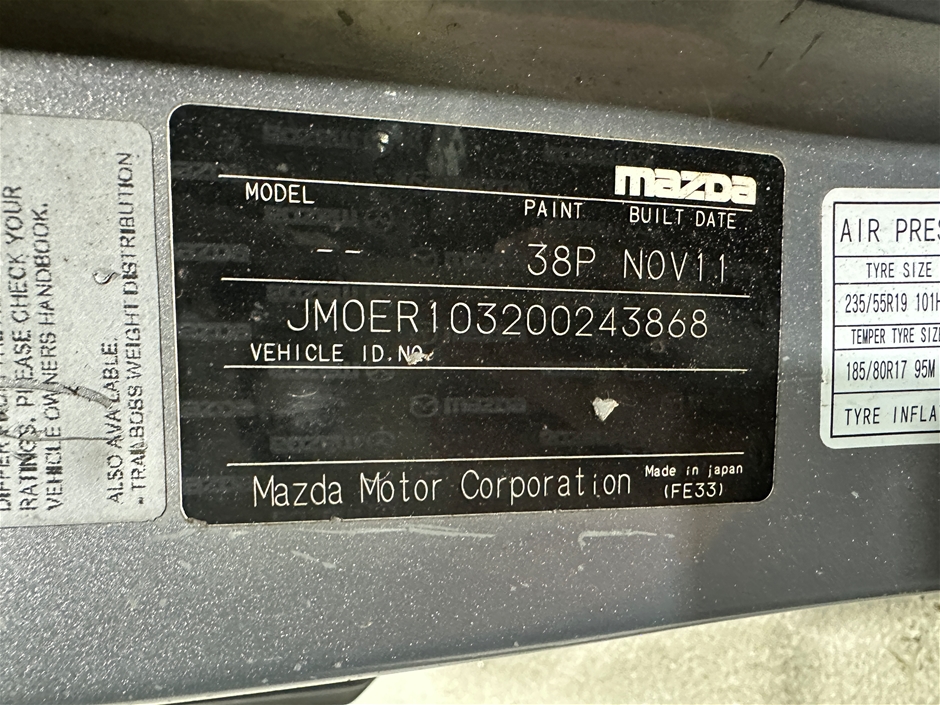 RATINGS. PLEASE CHECK YOUR
VEHICLE OWNERS HANDBOOK.
ALSO AVAILABLE
- TRAILBOSS WEIGHT DISTRIBUTION
mazda
MODEL PAINT BUILT DATE
-- 38P NOV11
JM0ER103200243868
VEHICLE ID.NO.
mazda
Mazda Motor Corporation Made in japan
(FE33)
AIR PRES
TYRE SIZE
235/55R19 101H
TEMPER TYRE SIZE
185/80R17 95M
TYRE INFLA